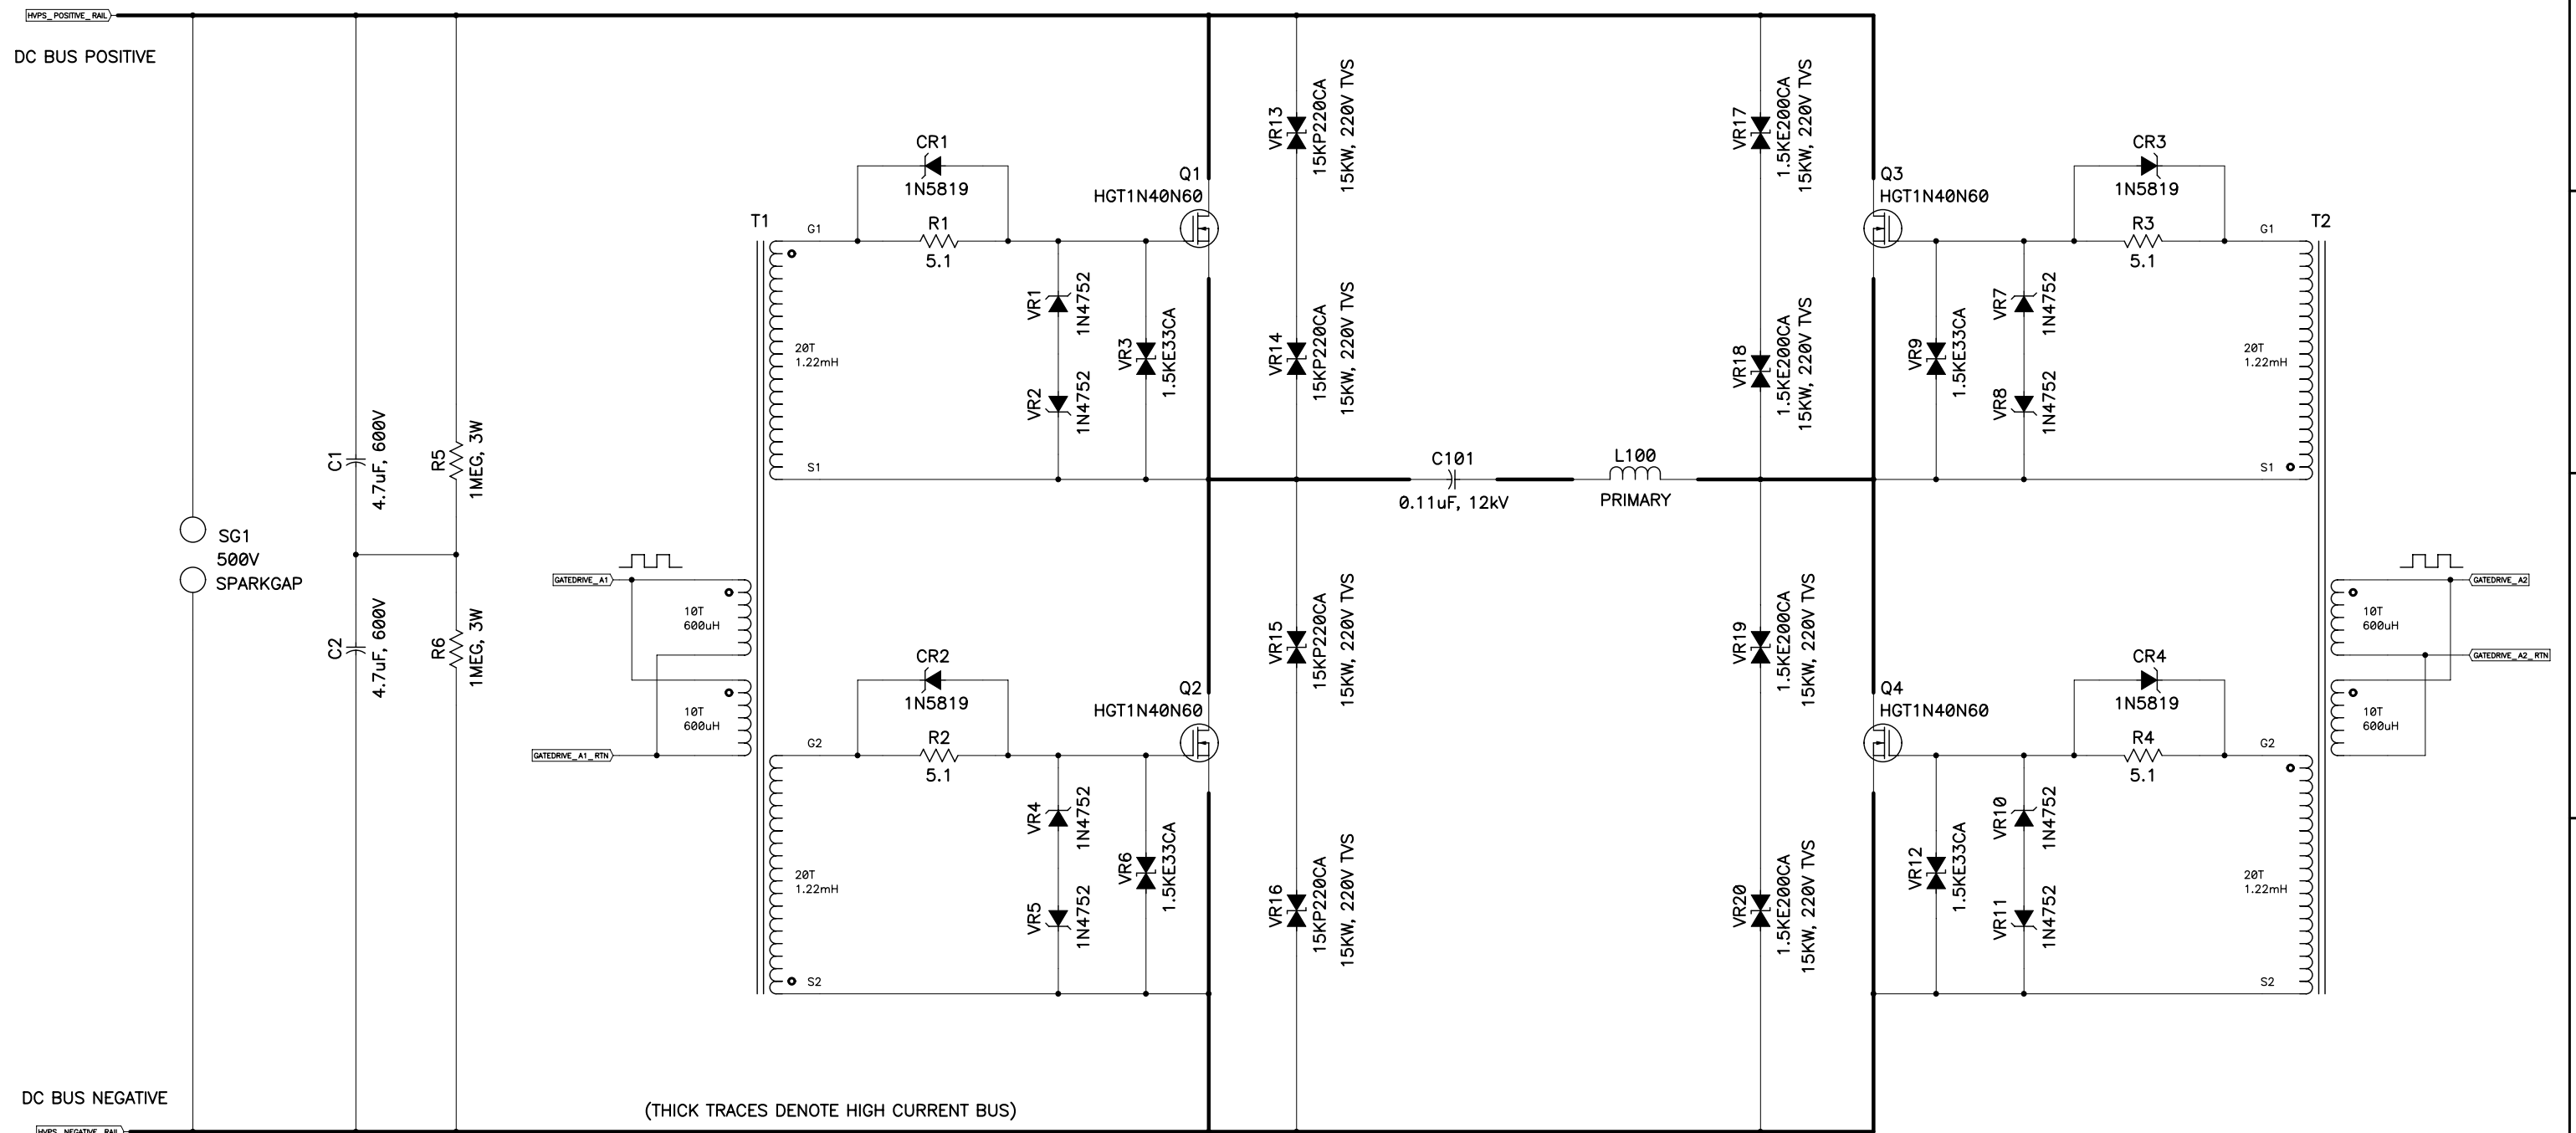 HVPS_POSITIVE_RAIL
DC BUS POSITIVE
SG1
500V
SPARKGAP
C1
4.7uF, 600V
R5
1MEG, 3W
C2
4.7uF, 600V
R6
1MEG, 3W
GATEDRIVE_A1
10T
600uH
10T
600uH
GATEDRIVE_A1_RTN
T1
G1
20T
1.22mH
S1
CR1
1N5819
R1
5.1
VR1
1N4752
VR2
1N4752
VR3
1.5KE33CA
Q1
HGT1N40N60
G2
20T
1.22mH
S2
CR2
1N5819
R2
5.1
VR4
1N4752
VR5
1N4752
VR6
1.5KE33CA
Q2
HGT1N40N60
VR13
15KP220CA
15KW, 220V TVS
VR14
15KP220CA
15KW, 220V TVS
VR15
15KP220CA
15KW, 220V TVS
VR16
15KP220CA
15KW, 220V TVS
C101
0.11uF, 12kV
L100
PRIMARY
VR17
1.5KE200CA
15KW, 220V TVS
VR18
1.5KE200CA
15KW, 220V TVS
VR19
1.5KE200CA
15KW, 220V TVS
VR20
1.5KE200CA
15KW, 220V TVS
Q3
HGT1N40N60
VR9
1.5KE33CA
VR7
1N4752
VR8
1N4752
CR3
1N5819
R3
5.1
G1
20T
1.22mH
S1
T2
Q4
HGT1N40N60
VR12
1.5KE33CA
VR10
1N4752
VR11
1N4752
CR4
1N5819
R4
5.1
G2
20T
1.22mH
S2
GATEDRIVE_A2
10T
600uH
GATEDRIVE_A2_RTN
10T
600uH
DC BUS NEGATIVE
(THICK TRACES DENOTE HIGH CURRENT BUS)
HVPS_NEGATIVE_RAIL